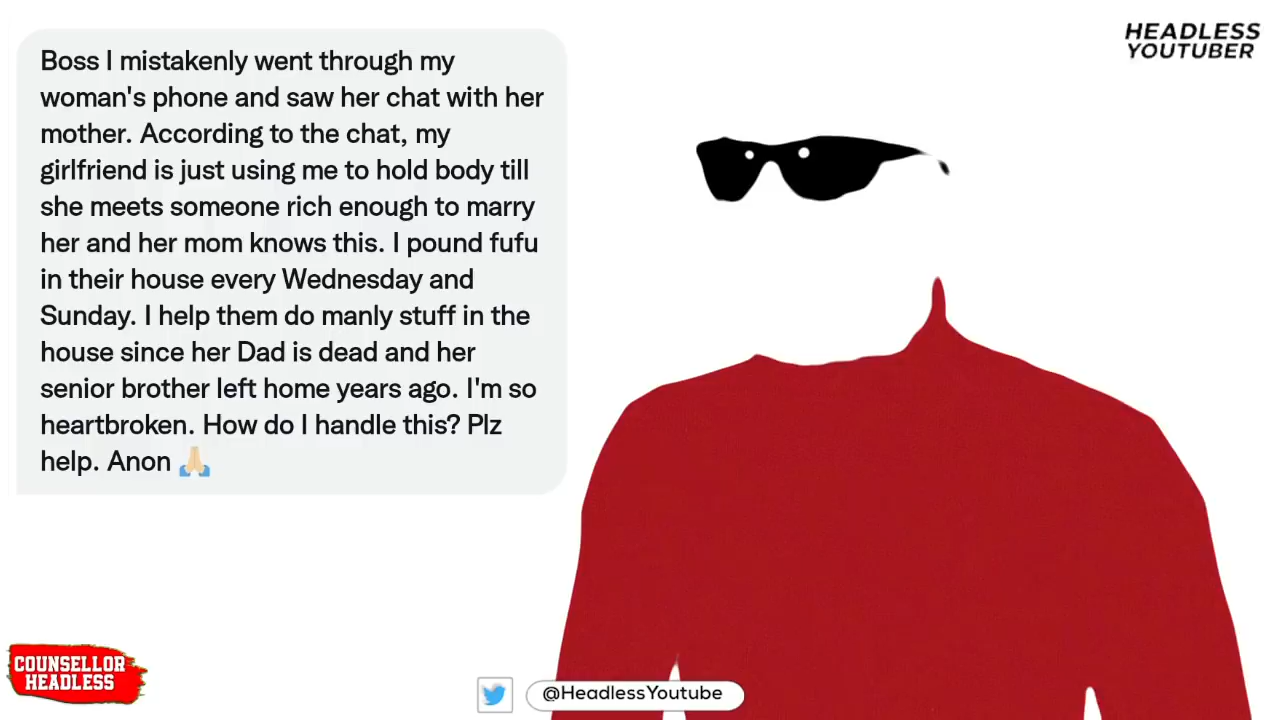 Boss I mistakenly went through my
woman's phone and saw her chat with her
mother. According to the chat, my
girlfriend is just using me to hold body till
she meets someone rich enough to marry
her and her mom knows this. I pound fufu
in their house every Wednesday and
Sunday. I help them do manly stuff in the
house since her Dad is dead and her
senior brother left home years ago. I'm so
heartbroken. How do I handle this? Plz
help. Anon 🙏🏼
HEADLESS
YOUTUBER
COUNSELLOR
HEADLESS
@HeadlessYoutube